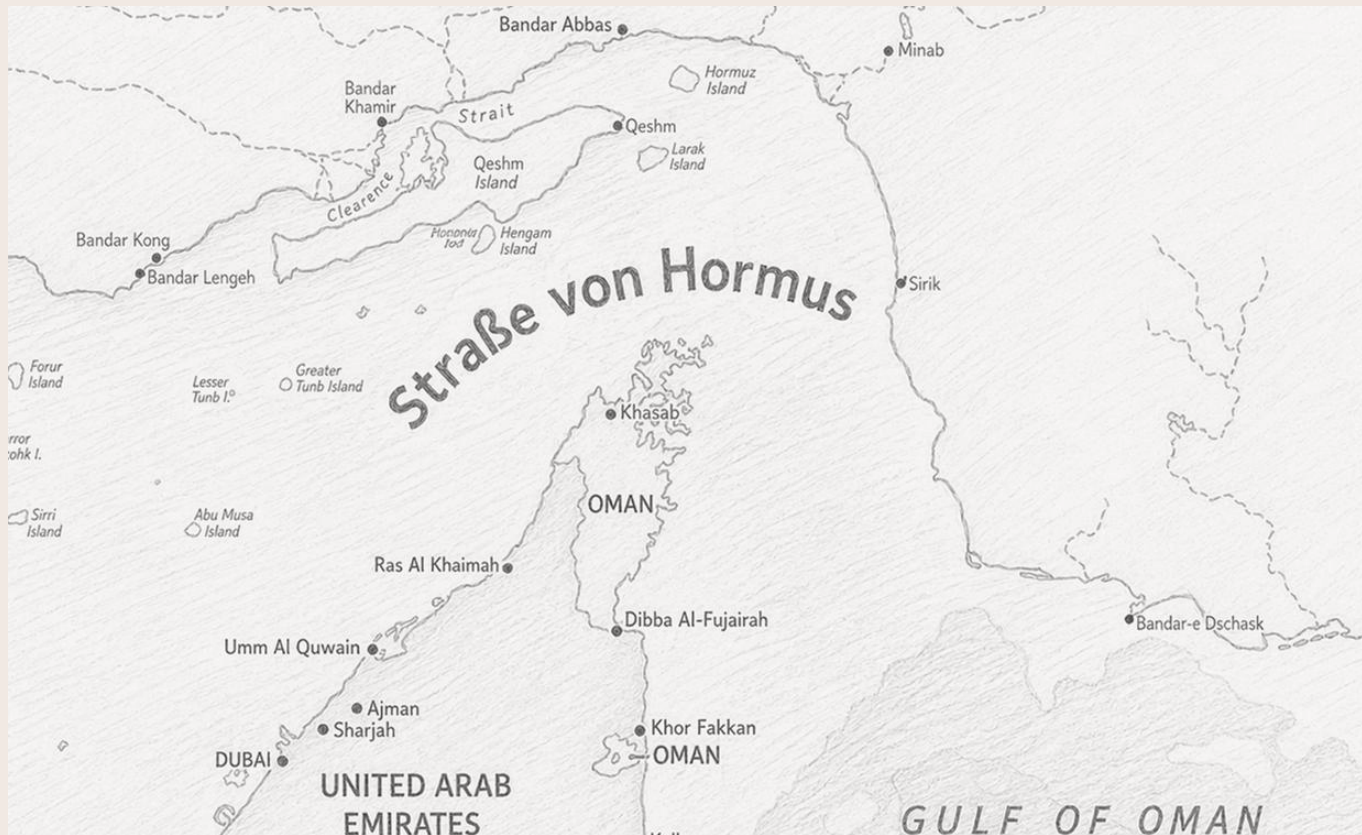 Bandar Abbas
Minab
Hormuz
Island
Bandar
Khamir
Strait
Qeshm
Larak
Island
Qeshm
Island
Clearence
Hengam
Island
Bandar Kong
Bandar Lengeh
Straße von Hormus
Sirik
Forur
Island
Lesser
Tunb I.
Greater
Tunb Island
Khasab
rror
ohk I.
OMAN
Sirri
Island
Abu Musa
Island
Ras Al Khaimah
Dibba Al-Fujairah
Bandar-e Dschask
Umm Al Quwain
Ajman
Sharjah
Khor Fakkan
OMAN
DUBAI
UNITED ARAB
EMIRATES
GULF OF OMAN